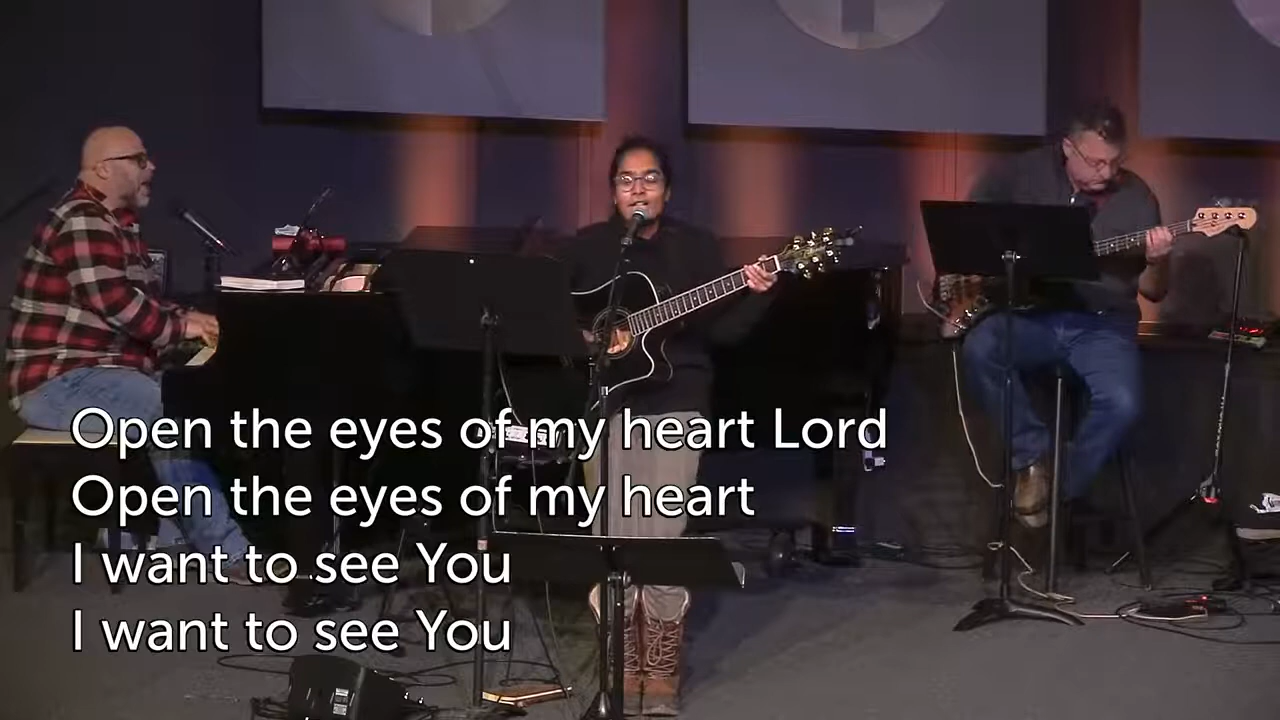 Open the eyes of my heart Lord
Open the eyes of my heart
I want to see You
I want to see You